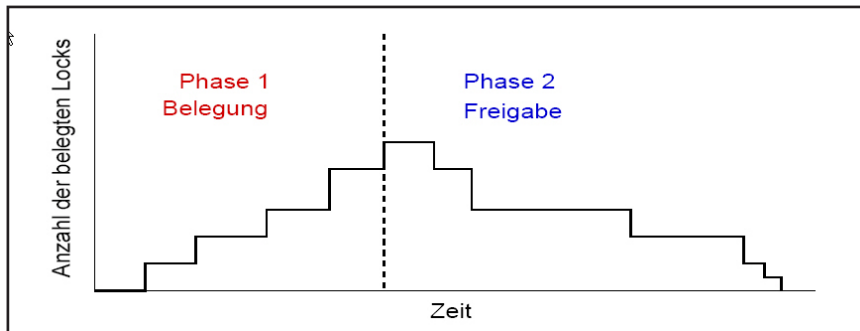 Anzahl der belegten Locks
Phase 1
Belegung
Phase 2
Freigabe
Zeit